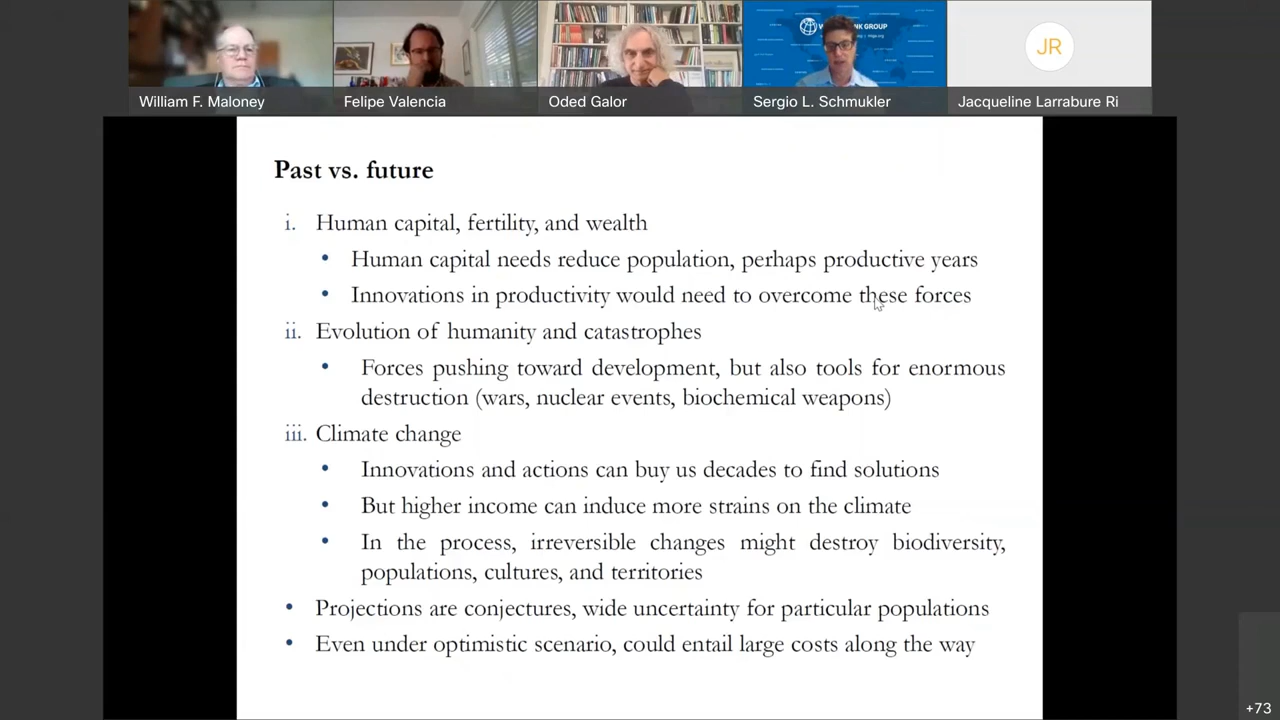 WORLD BANK GROUP
JR
William F. Maloney
Felipe Valencia
Oded Galor
Sergio L. Schmukler
Jacqueline Larrabure Ri
Past vs. future
i. Human capital, fertility, and wealth
• Human capital needs reduce population, perhaps productive years
• Innovations in productivity would need to overcome these forces
ii. Evolution of humanity and catastrophes
• Forces pushing toward development, but also tools for enormous
destruction (wars, nuclear events, biochemical weapons)
iii. Climate change
• Innovations and actions can buy us decades to find solutions
• But higher income can induce more strains on the climate
• In the process, irreversible changes might destroy biodiversity,
populations, cultures, and territories
• Projections are conjectures, wide uncertainty for particular populations
• Even under optimistic scenario, could entail large costs along the way
+73